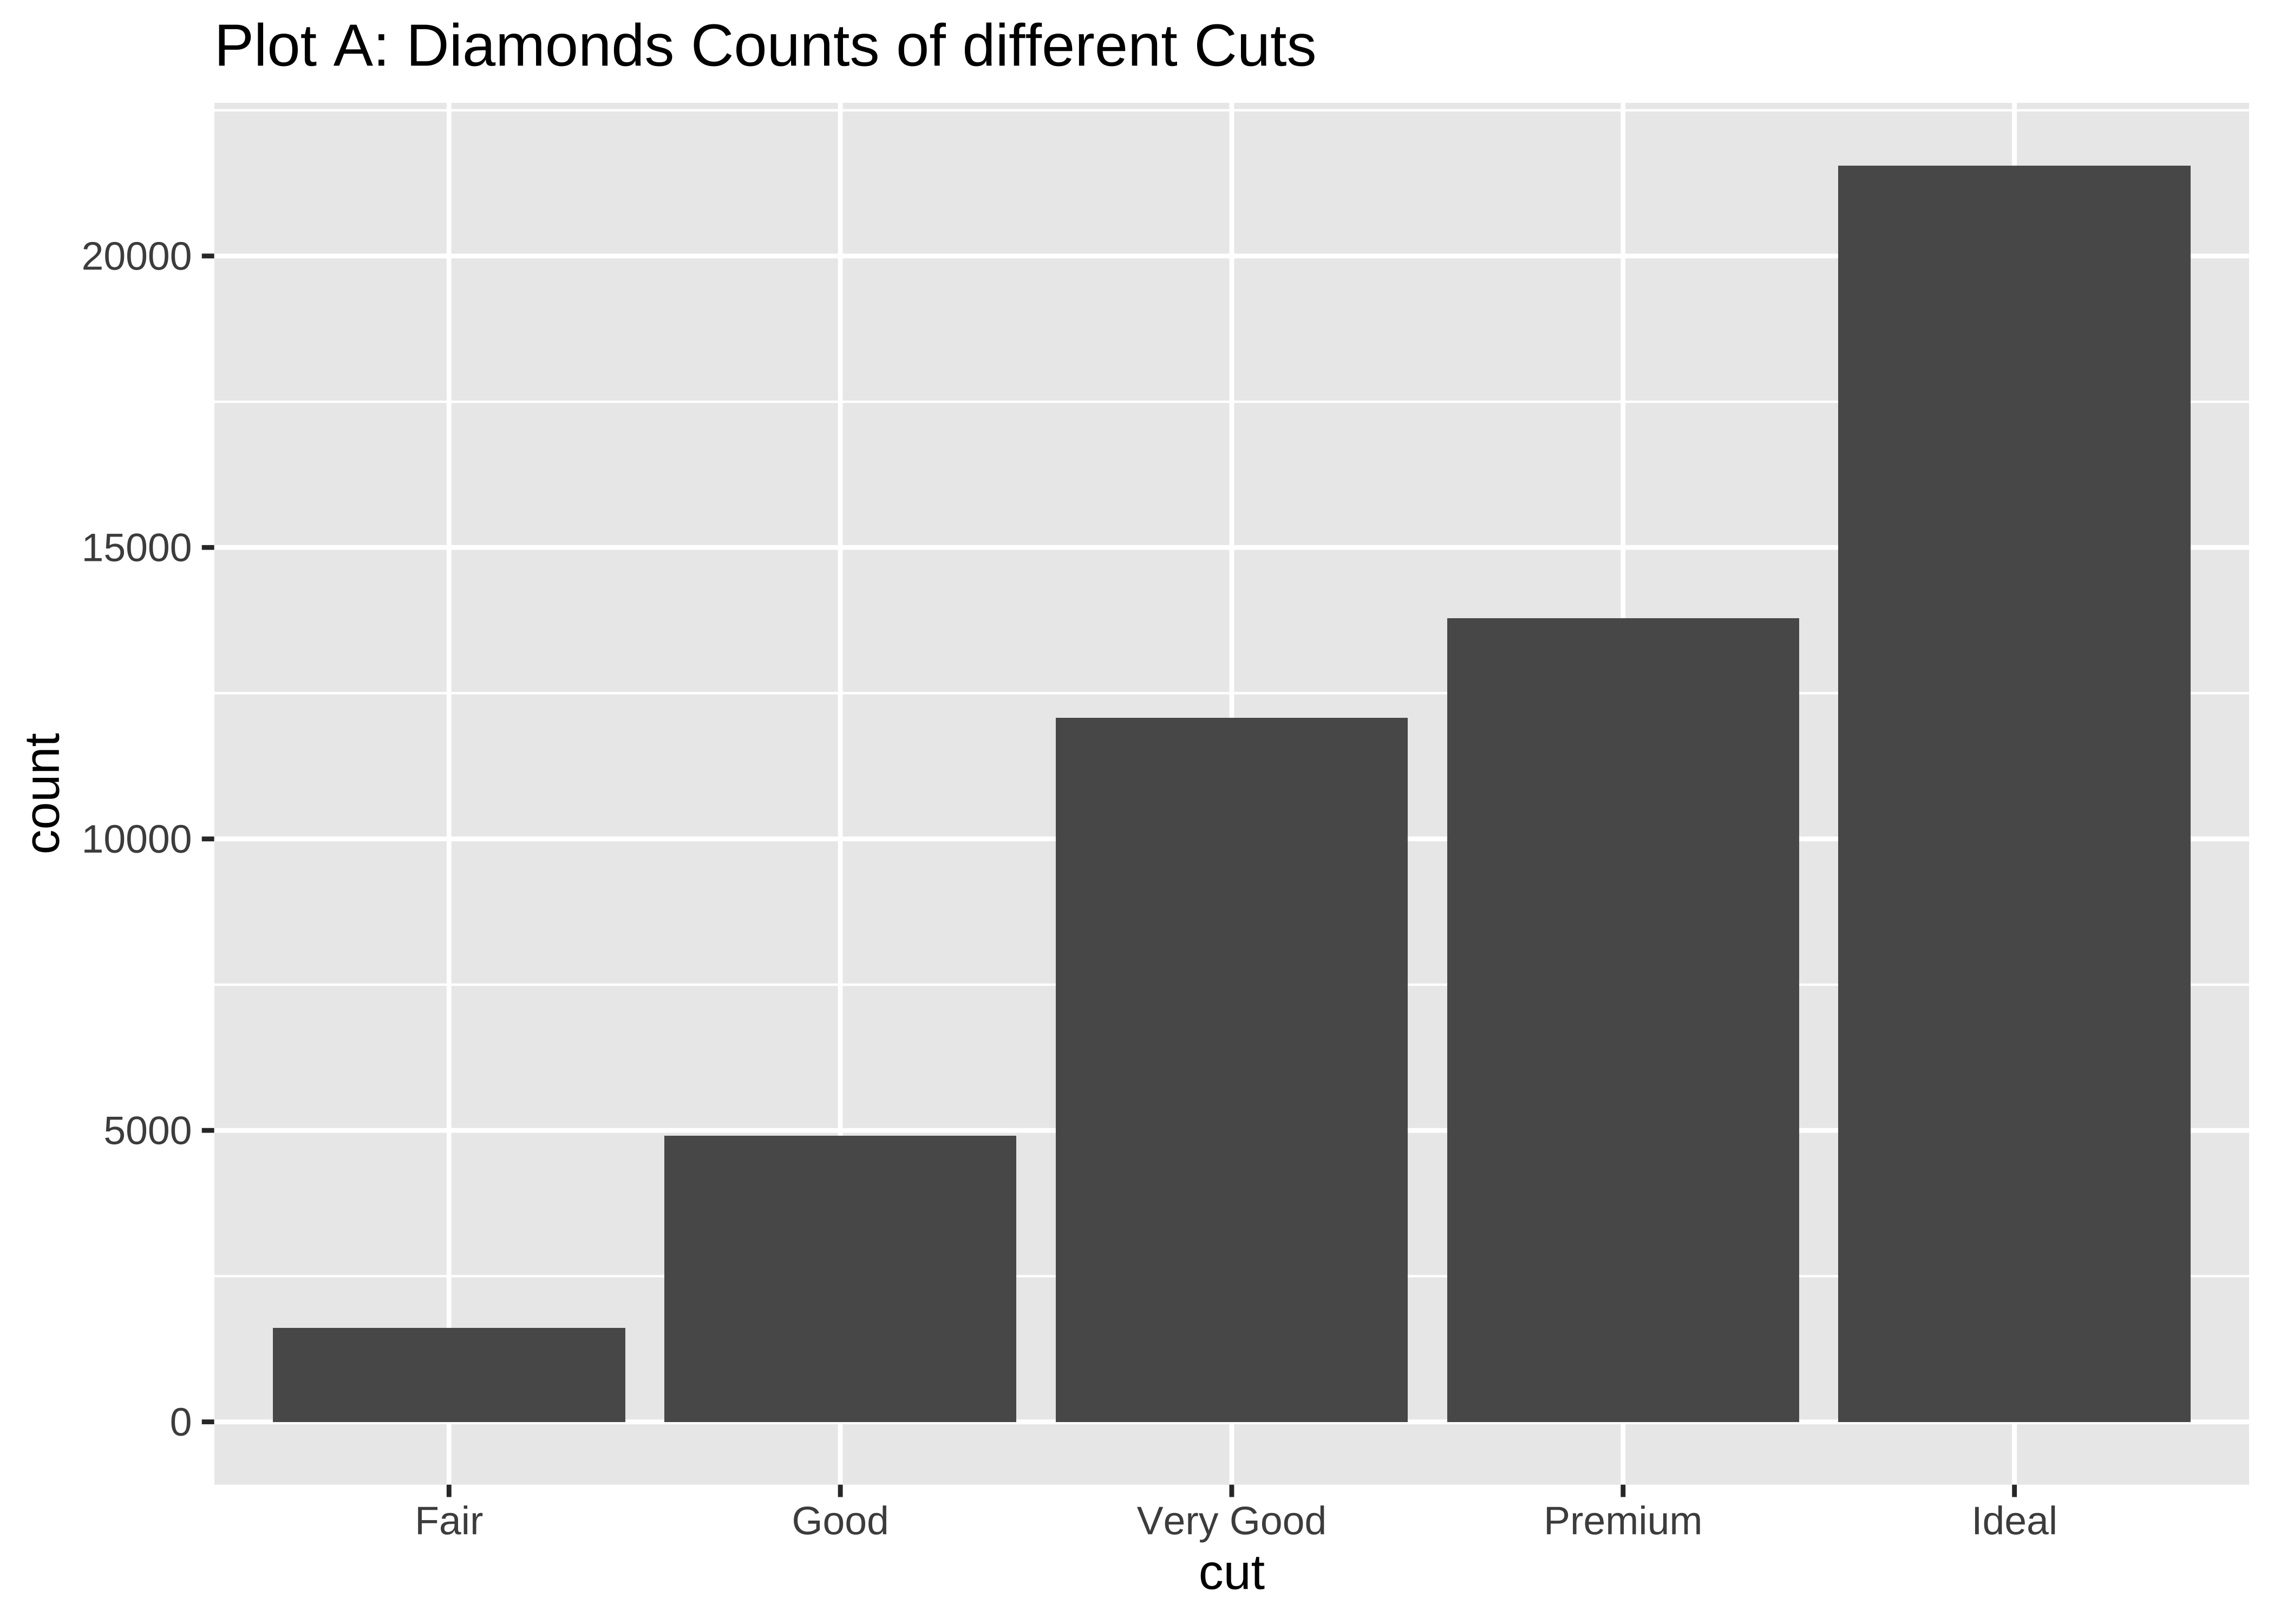 Plot A: Diamonds Counts of different Cuts
20000
15000
10000
5000
0
count
Fair Good Very Good Premium Ideal
cut